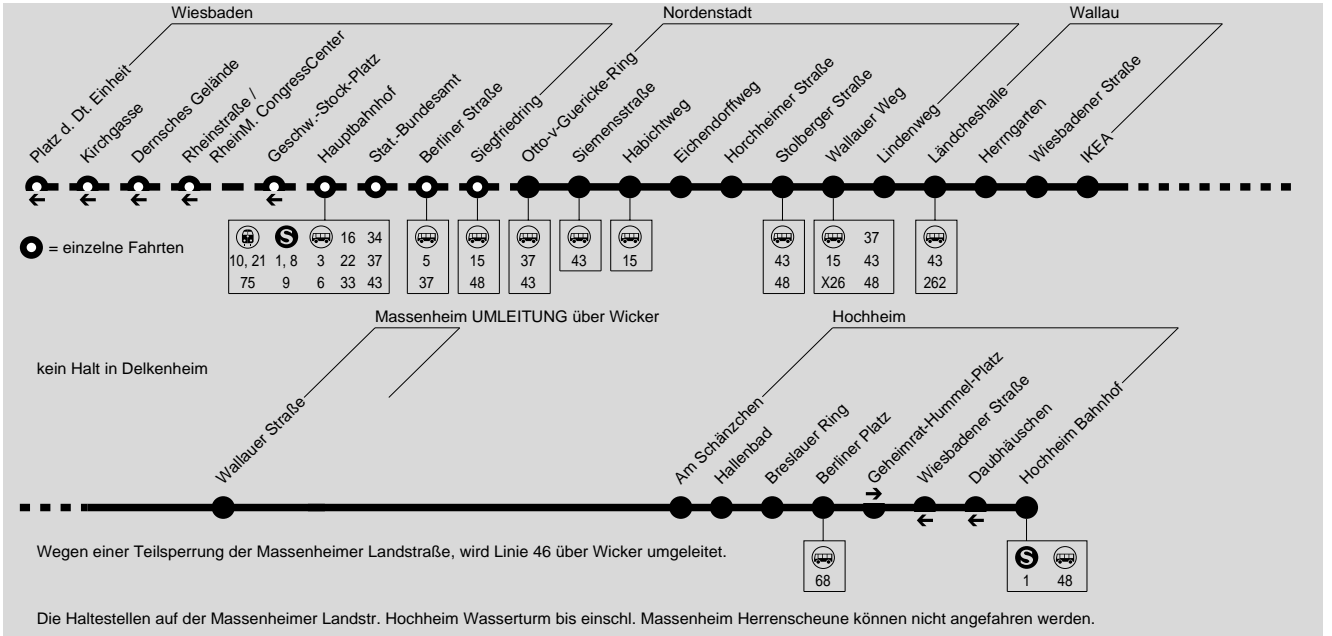 Wiesbaden
Nordenstadt
Wallau
Platz d. Dt. Einheit
Kirchgasse
Dernsches Gelände
Rheinstraße /
RheinM. CongressCenter
Geschw.-Stock-Platz
Hauptbahnhof
Stat.-Bundesamt
Berliner Straße
Siegfriedring
Otto-v-Guericke-Ring
Siemensstraße
Habichtweg
Eichendorffweg
Horchheimer Straße
Stolberger Straße
Wallauer Weg
Lindenweg
Ländcheshalle
Herrngarten
Wiesbadener Straße
IKEA
= einzelne Fahrten
S 16 34
10, 21 1, 8 3 22 37
75 9 6 33 43
5
37
15
48
37
43
43
15
43
48
37
15 43
X26 48
43
262
Massenheim UMLEITUNG über Wicker
Hochheim
kein Halt in Delkenheim
Wallauer Straße
Am Schänzchen
Hallenbad
Breslauer Ring
Berliner Platz
Geheimrat-Hummel-Platz
Wiesbadener Straße
Daubhäuschen
Hochheim Bahnhof
68
S
1 48
Wegen einer Teilsperrung der Massenheimer Landstraße, wird Linie 46 über Wicker umgeleitet.
Die Haltestellen auf der Massenheimer Landstr. Hochheim Wasserturm bis einschl. Massenheim Herrenscheune können nicht angefahren werden.